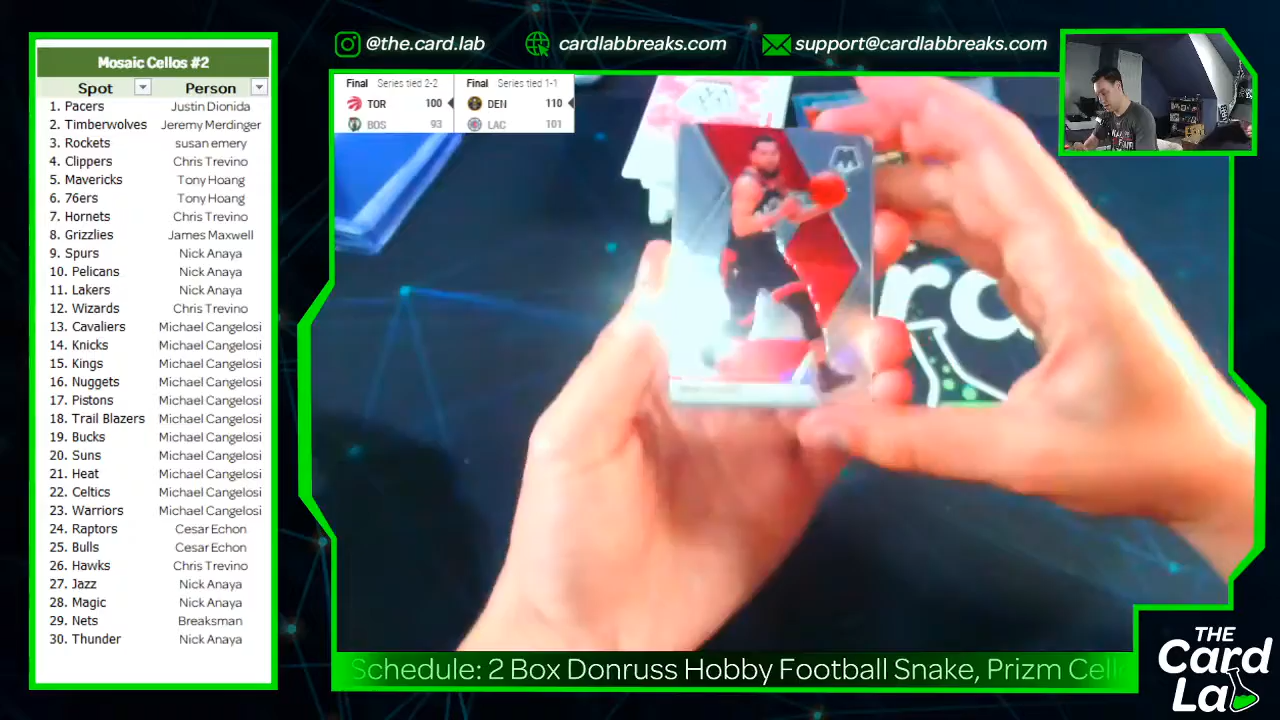 @the.card.lab
cardlabbreaks.com
support@cardlabbreaks.com
Mosaic Cellos #2
Spot Person
1. Pacers Justin Dionida
2. Timberwolves Jeremy Merdinger
3. Rockets susan emery
4. Clippers Chris Trevino
5. Mavericks Tony Hoang
6. 76ers Tony Hoang
7. Hornets Chris Trevino
8. Grizzlies James Maxwell
9. Spurs Nick Anaya
10. Pelicans Nick Anaya
11. Lakers Nick Anaya
12. Wizards Chris Trevino
13. Cavaliers Michael Cangelosi
14. Knicks Michael Cangelosi
15. Kings Michael Cangelosi
16. Nuggets Michael Cangelosi
17. Pistons Michael Cangelosi
18. Trail Blazers Michael Cangelosi
19. Bucks Michael Cangelosi
20. Suns Michael Cangelosi
21. Heat Michael Cangelosi
22. Celtics Michael Cangelosi
23. Warriors Michael Cangelosi
24. Raptors Cesar Echon
25. Bulls Cesar Echon
26. Hawks Chris Trevino
27. Jazz Nick Anaya
28. Magic Nick Anaya
29. Nets Breaksman
30. Thunder Nick Anaya
Final Series tied 2-2
TOR 100
BOS 93
Final Series tied 1-1
DEN 110
LAC 101
Schedule: 2 Box Donruss Hobby Football Snake, Prizm Cell
THE
Card
Lab